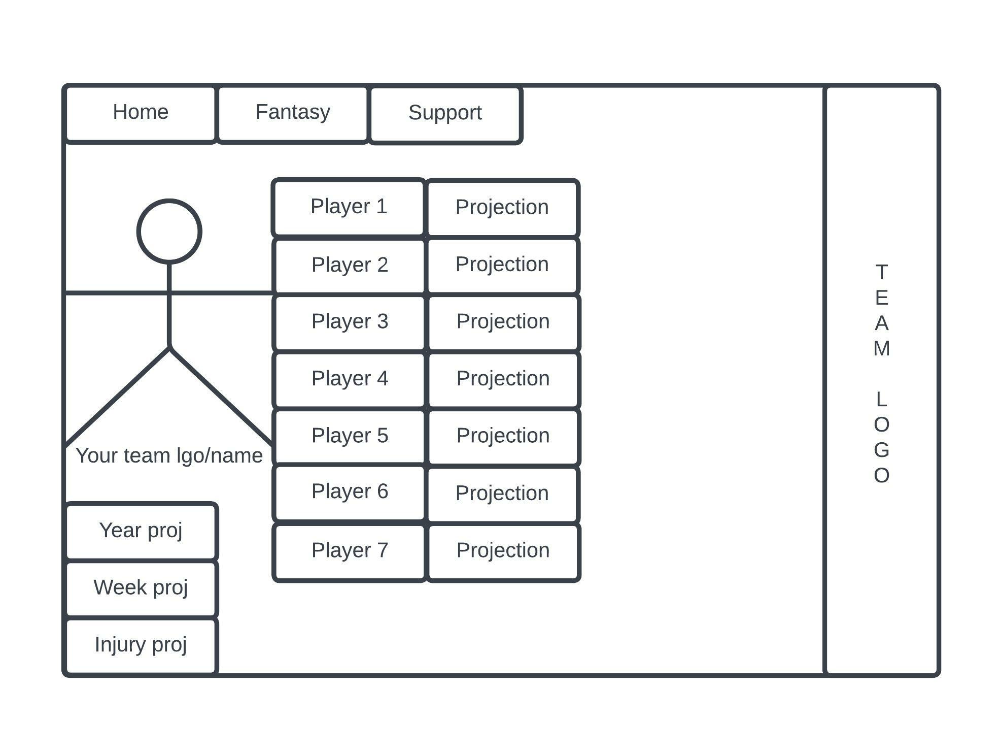 Home
Fantasy
Support
Player 1
Projection
Player 2
Projection
Player 3
Projection
Player 4
Projection
Player 5
Projection
Player 6
Projection
Player 7
Projection
Your team lgo/name
Year proj
Week proj
Injury proj
T
E
A
M
L
O
G
O